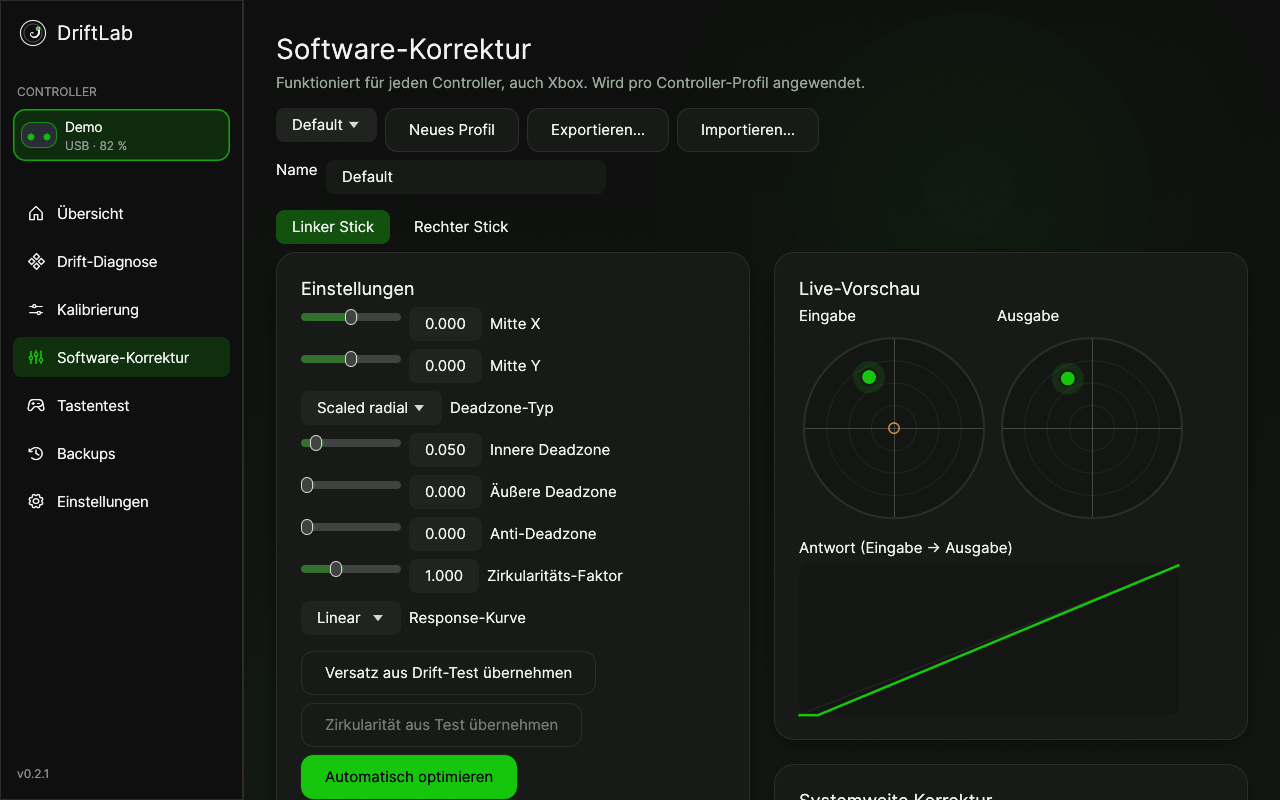 DriftLab
CONTROLLER
Demo
USB · 82 %
Übersicht
Drift-Diagnose
Kalibrierung
Software-Korrektur
Tastentest
Backups
Einstellungen
v0.2.1
Software-Korrektur
Funktioniert für jeden Controller, auch Xbox. Wird pro Controller-Profil angewendet.
Default
Neues Profil
Exportieren...
Importieren...
Name
Default
Linker Stick
Rechter Stick
Einstellungen
0.000 Mitte X
0.000 Mitte Y
Scaled radial Deadzone-Typ
0.050 Innere Deadzone
0.000 Äußere Deadzone
0.000 Anti-Deadzone
1.000 Zirkularitäts-Faktor
Linear Response-Kurve
Versatz aus Drift-Test übernehmen
Zirkularität aus Test übernehmen
Automatisch optimieren
Live-Vorschau
Eingabe
Ausgabe
Antwort (Eingabe → Ausgabe)
Systemweite Korrektur